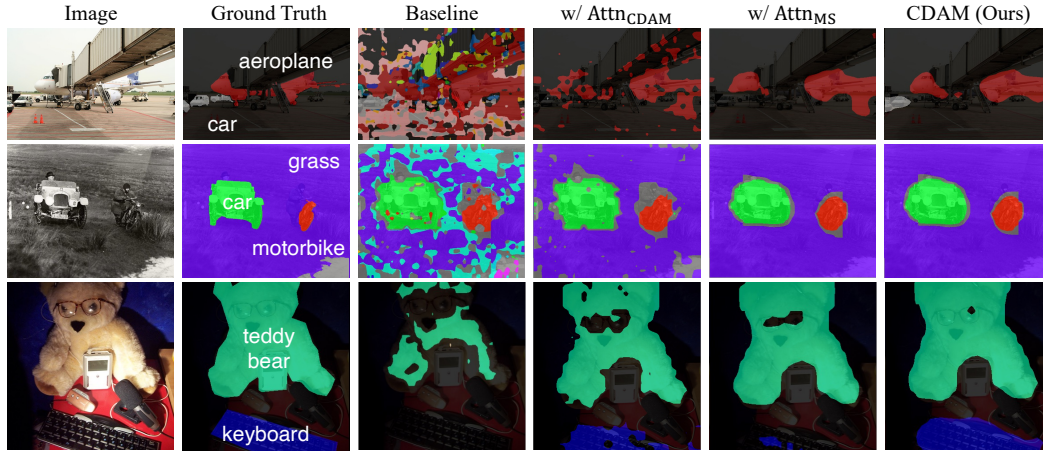 Image Ground Truth Baseline w/ Attn_CDAM w/ Attn_MS CDAM (Ours)
aeroplane
car
grass
car
motorbike
teddy
bear
keyboard